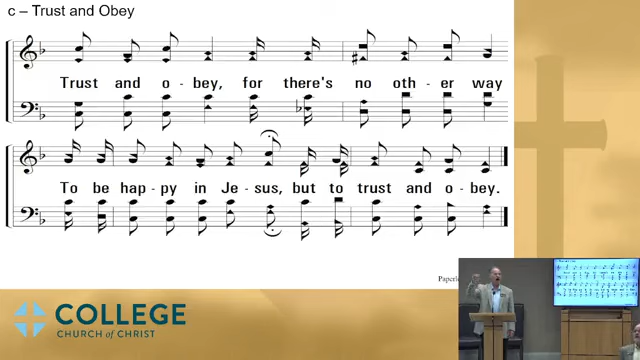 c – Trust and Obey
Trust and o - bey, for there's no oth - er way
To be hap - py in Je - sus, but to trust and o - bey.
COLLEGE
CHURCH of CHRIST